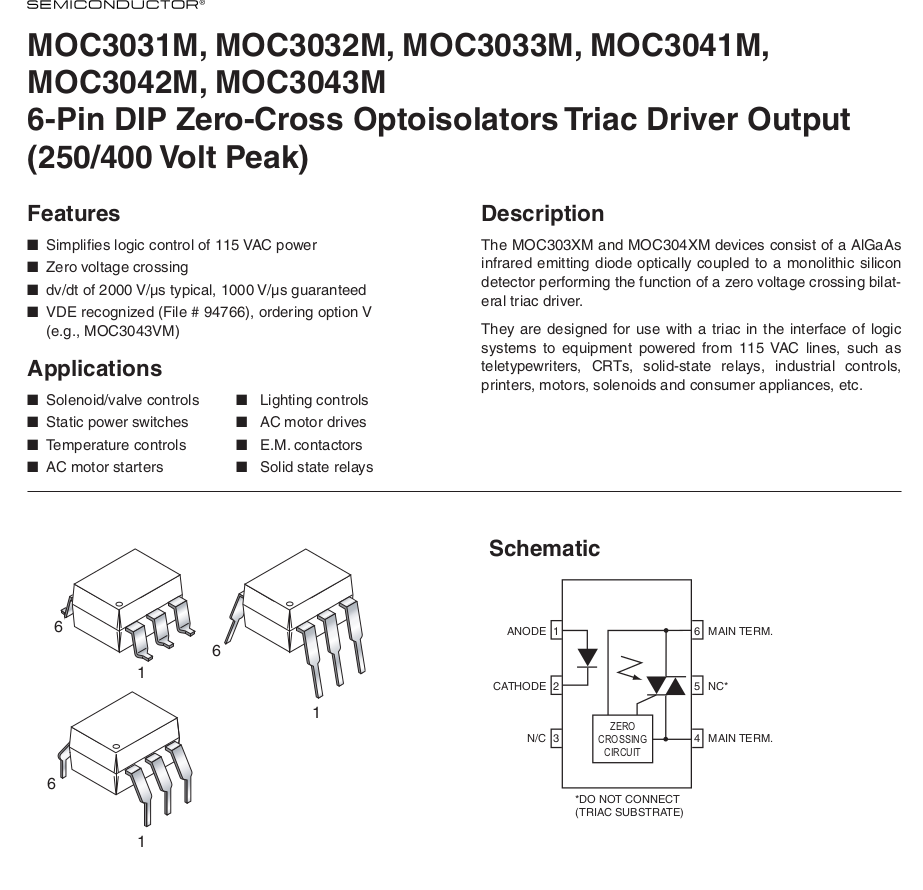 SEMICONDUCTOR®
MOC3031M, MOC3032M, MOC3033M, MOC3041M,
MOC3042M, MOC3043M
6-Pin DIP Zero-Cross Optoisolators Triac Driver Output
(250/400 Volt Peak)
Features
■ Simplifies logic control of 115 VAC power
■ Zero voltage crossing
■ dv/dt of 2000 V/µs typical, 1000 V/µs guaranteed
■ VDE recognized (File # 94766), ordering option V
(e.g., MOC3043VM)
Applications
■ Solenoid/valve controls
■ Static power switches
■ Temperature controls
■ AC motor starters
■ Lighting controls
■ AC motor drives
■ E.M. contactors
■ Solid state relays
Description
The MOC303XM and MOC304XM devices consist of a AlGaAs
infrared emitting diode optically coupled to a monolithic silicon
detector performing the function of a zero voltage crossing bilat-
eral triac driver.
They are designed for use with a triac in the interface of logic
systems to equipment powered from 115 VAC lines, such as
teletypewriters, CRTs, solid-state relays, industrial controls,
printers, motors, solenoids and consumer appliances, etc.
6
1
6
1
6
1
Schematic
ANODE 1
CATHODE 2
N/C 3
ZERO
CROSSING
CIRCUIT
6 MAIN TERM.
5 NC*
4 MAIN TERM.
*DO NOT CONNECT
(TRIAC SUBSTRATE)